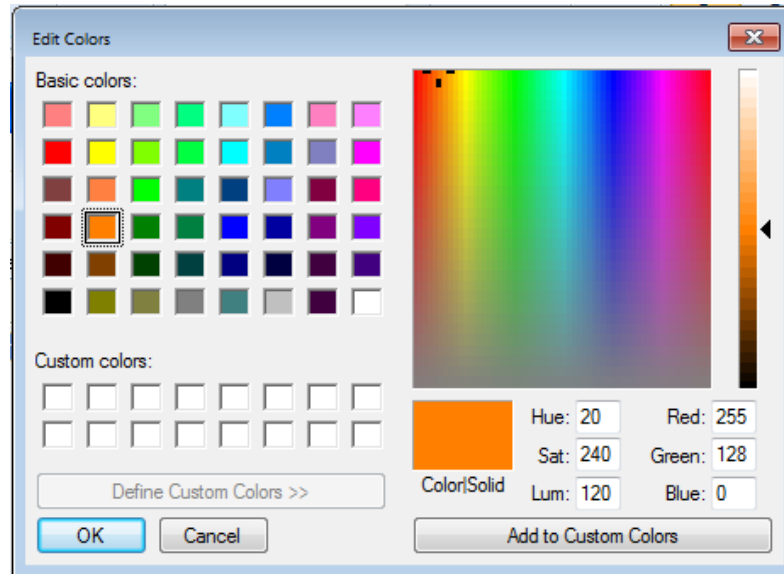 Edit Colors
Basic colors:
Custom colors:
Define Custom Colors >>
OK Cancel
Color|Solid
Hue: 20 Red: 255
Sat: 240 Green: 128
Lum: 120 Blue: 0
Add to Custom Colors